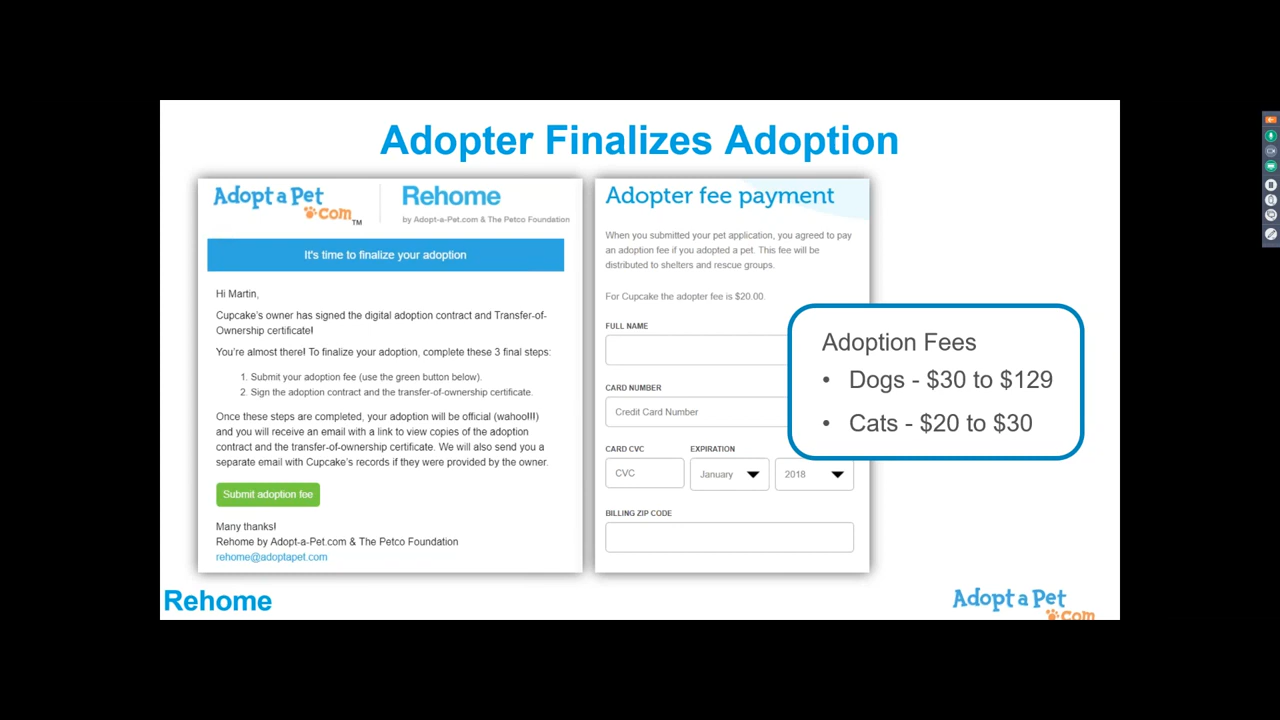 Adopter Finalizes Adoption
Adopt a Pet
.com TM
Rehome
by Adopt-a-Pet.com & The Petco Foundation
It's time to finalize your adoption
Hi Martin,
Cupcake's owner has signed the digital adoption contract and Transfer-of-
Ownership certificate!
You're almost there! To finalize your adoption, complete these 3 final steps:
1. Submit your adoption fee (use the green button below).
2. Sign the adoption contract and the transfer-of-ownership certificate.
Once these steps are completed, your adoption will be official (wahoo!!!)
and you will receive an email with a link to view copies of the adoption
contract and the transfer-of-ownership certificate. We will also send you a
separate email with Cupcake's records if they were provided by the owner.
Submit adoption fee
Many thanks!
Rehome by Adopt-a-Pet.com & The Petco Foundation
rehome@adoptapet.com
Adopter fee payment
When you submitted your pet application, you agreed to pay
an adoption fee if you adopted a pet. This fee will be
distributed to shelters and rescue groups.
For Cupcake the adopter fee is $20.00.
FULL NAME
CARD NUMBER
Credit Card Number
CARD CVC EXPIRATION
CVC January 2018
BILLING ZIP CODE
Adoption Fees
• Dogs - $30 to $129
• Cats - $20 to $30
Rehome
Adopt a Pet
.com